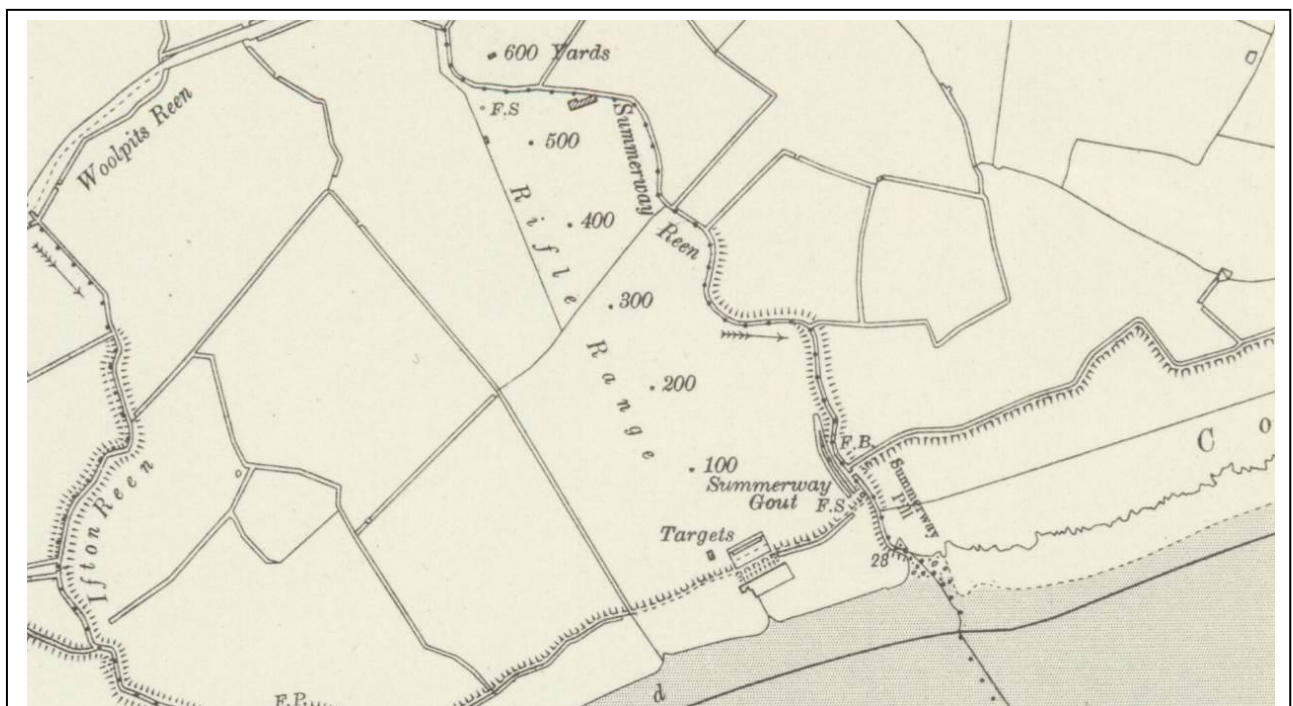 600 Yards
Woolpits Reen
F.S
500
Summerway
Reen
400
Rifle
Range
300
200
100
F.B.
Summerway
Gout
F.S
Summerway
Pill
C o
Targets
28
Ifton Reen
F.P.
d